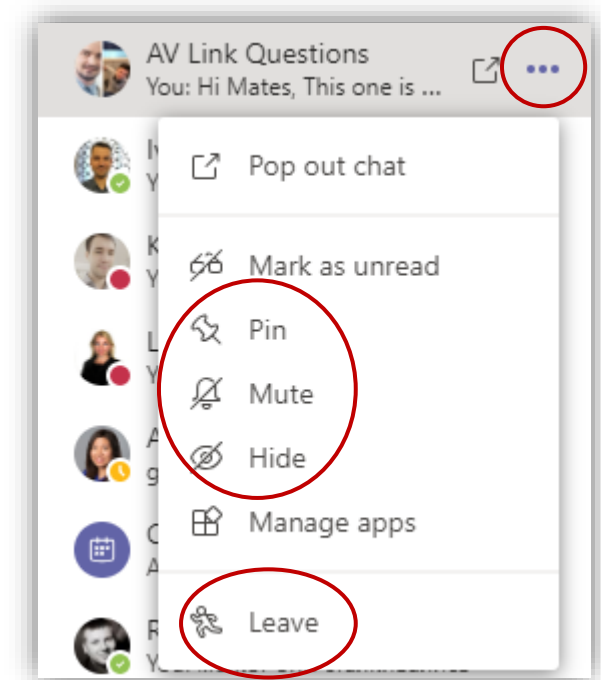 AV Link Questions
You: Hi Mates, This one is ...
Pop out chat
Mark as unread
Pin
Mute
Hide
Manage apps
Leave